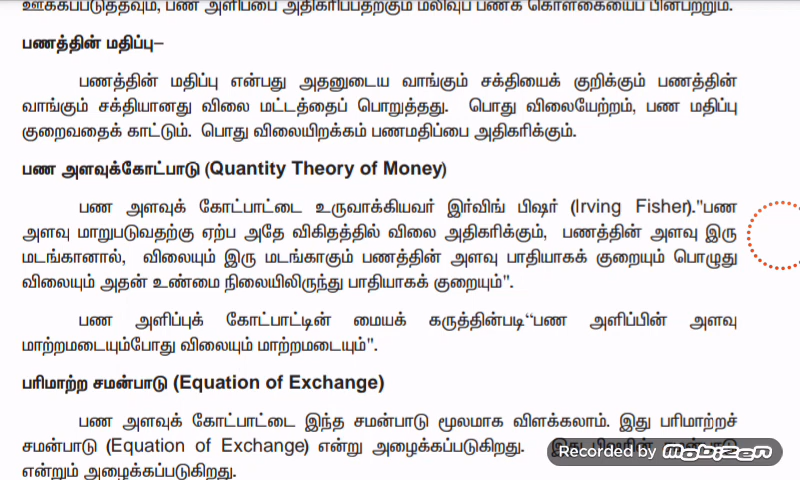 ஊக்கப்படுத்தவும், பண அளிப்பை அதிகரிப்பதற்கும் மலிவுப் பணக் கொள்கையைப் பின்பற்றும்.
பணத்தின் மதிப்பு–
பணத்தின் மதிப்பு என்பது அதனுடைய வாங்கும் சக்தியைக் குறிக்கும் பணத்தின்
வாங்கும் சக்தியானது விலை மட்டத்தைப் பொறுத்தது. பொது விலையேற்றம், பண மதிப்பு
குறைவதைக் காட்டும். பொது விலையிறக்கம் பணமதிப்பை அதிகரிக்கும்.
பண அளவுக்கோட்பாடு (Quantity Theory of Money)
பண அளவுக் கோட்பாட்டை உருவாக்கியவர் இர்விங் பிஷர் (Irving Fisher)."பண
அளவு மாறுபடுவதற்கு ஏற்ப அதே விகிதத்தில் விலை அதிகரிக்கும், பணத்தின் அளவு இரு
மடங்கானால், விலையும் இரு மடங்காகும் பணத்தின் அளவு பாதியாகக் குறையும் பொழுது
விலையும் அதன் உண்மை நிலையிலிருந்து பாதியாகக் குறையும்".
பண அளிப்புக் கோட்பாட்டின் மையக் கருத்தின்படி“பண அளிப்பின் அளவு
மாற்றமடையும்போது விலையும் மாற்றமடையும்".
பரிமாற்ற சமன்பாடு (Equation of Exchange)
பண அளவுக் கோட்பாட்டை இந்த சமன்பாடு மூலமாக விளக்கலாம். இது பரிமாற்றச்
சமன்பாடு (Equation of Exchange) என்று அழைக்கப்படுகிறது. இது
என்றும் அழைக்கப்படுகிறது.
Recorded by mobizen